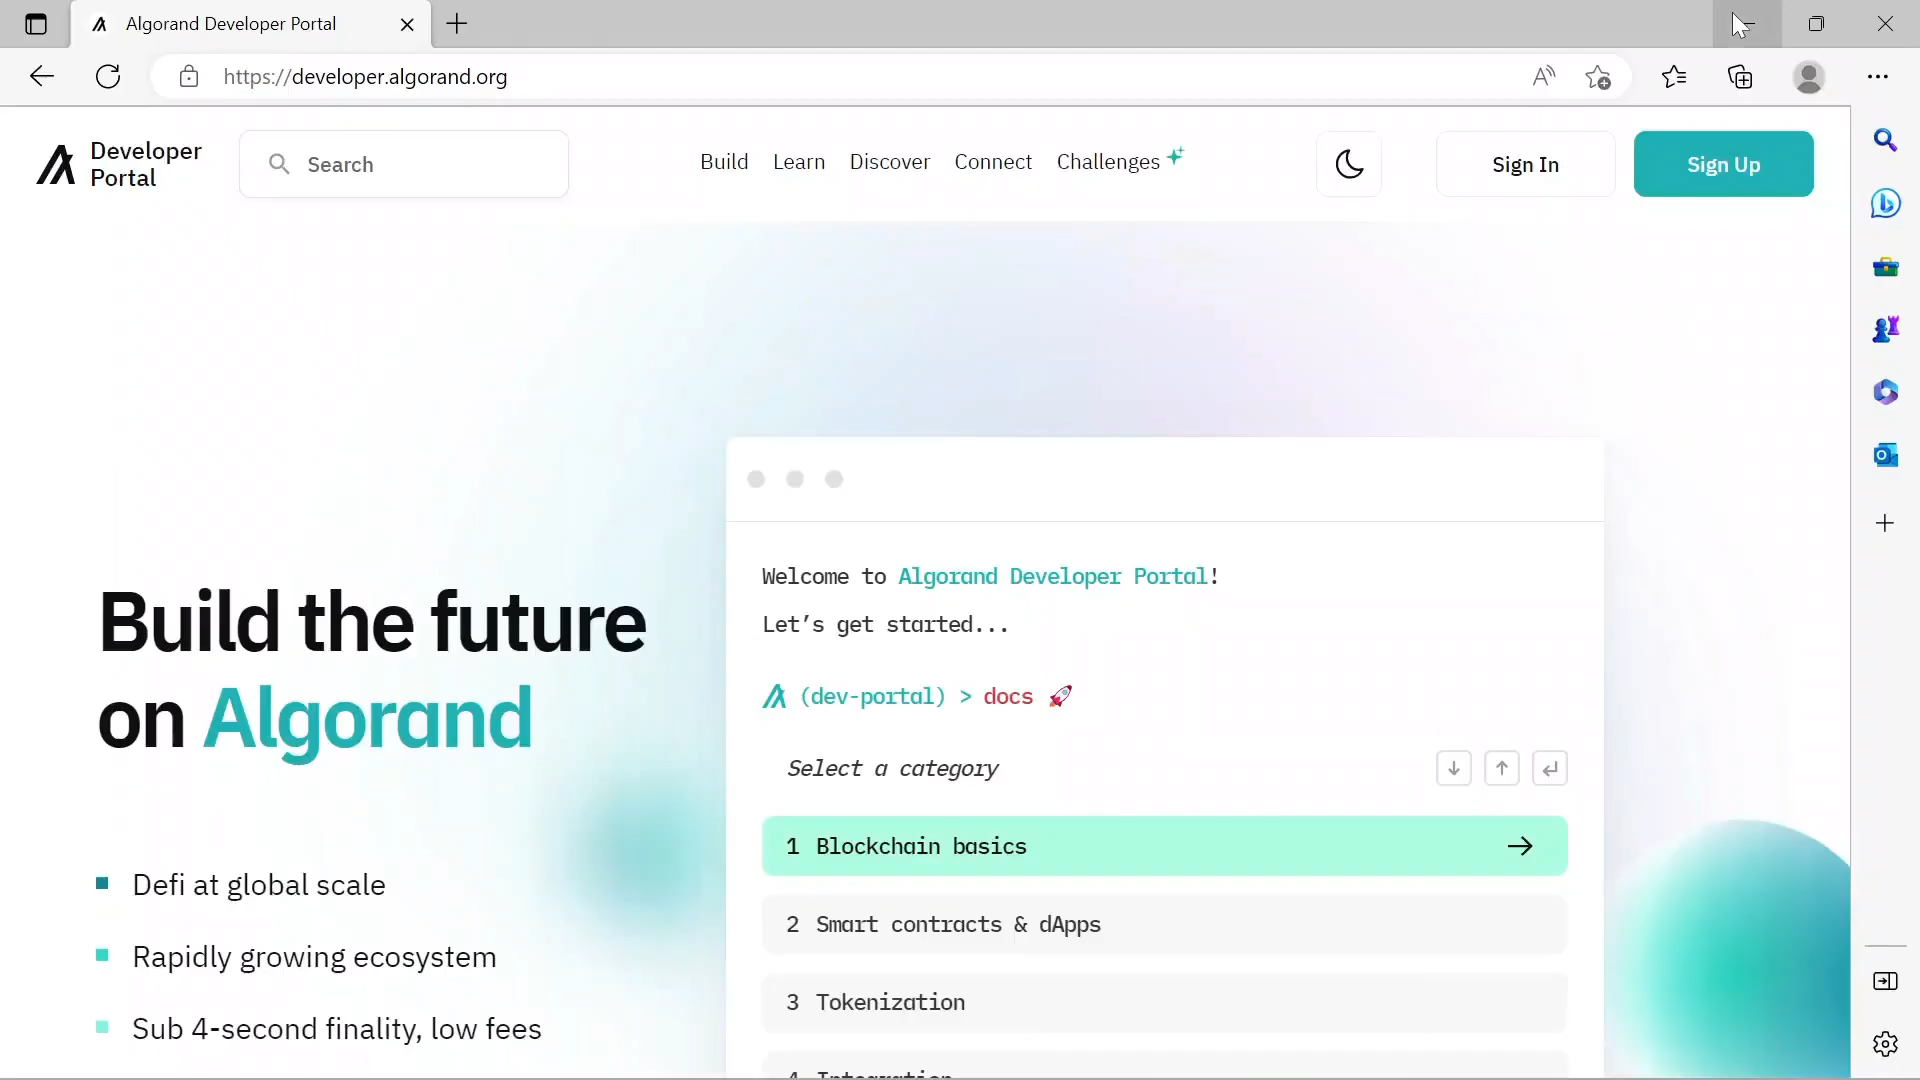 Algorand Developer Portal
https://developer.algorand.org
Developer
Portal
Search
Build
Learn
Discover
Connect
Challenges
Sign In
Sign Up
Build the future
on Algorand
Defi at global scale
Rapidly growing ecosystem
Sub 4-second finality, low fees
Welcome to Algorand Developer Portal!
Let’s get started...
(dev-portal) > docs 🚀
Select a category
1 Blockchain basics
2 Smart contracts & dApps
3 Tokenization
4 Integration